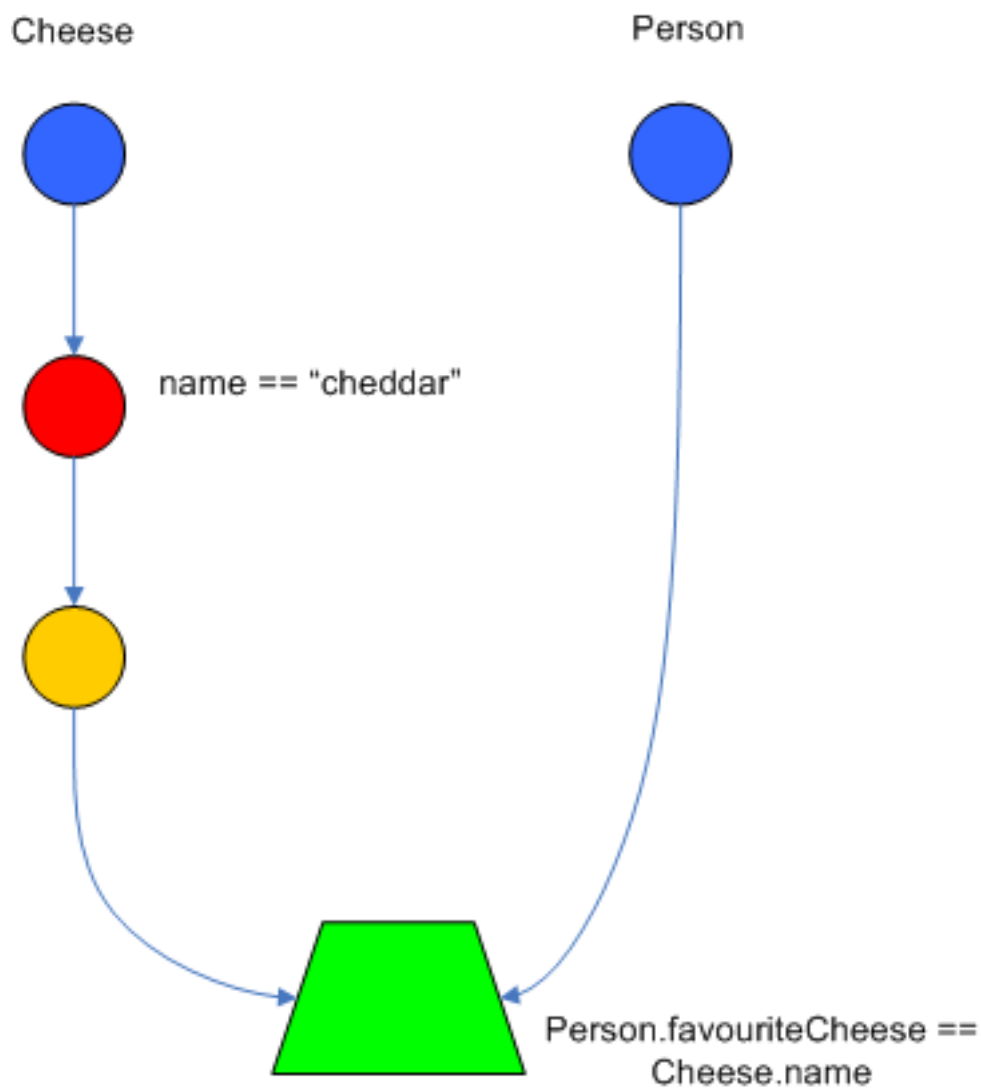 Cheese
Person
name == “cheddar”
Person.favouriteCheese ==
Cheese.name